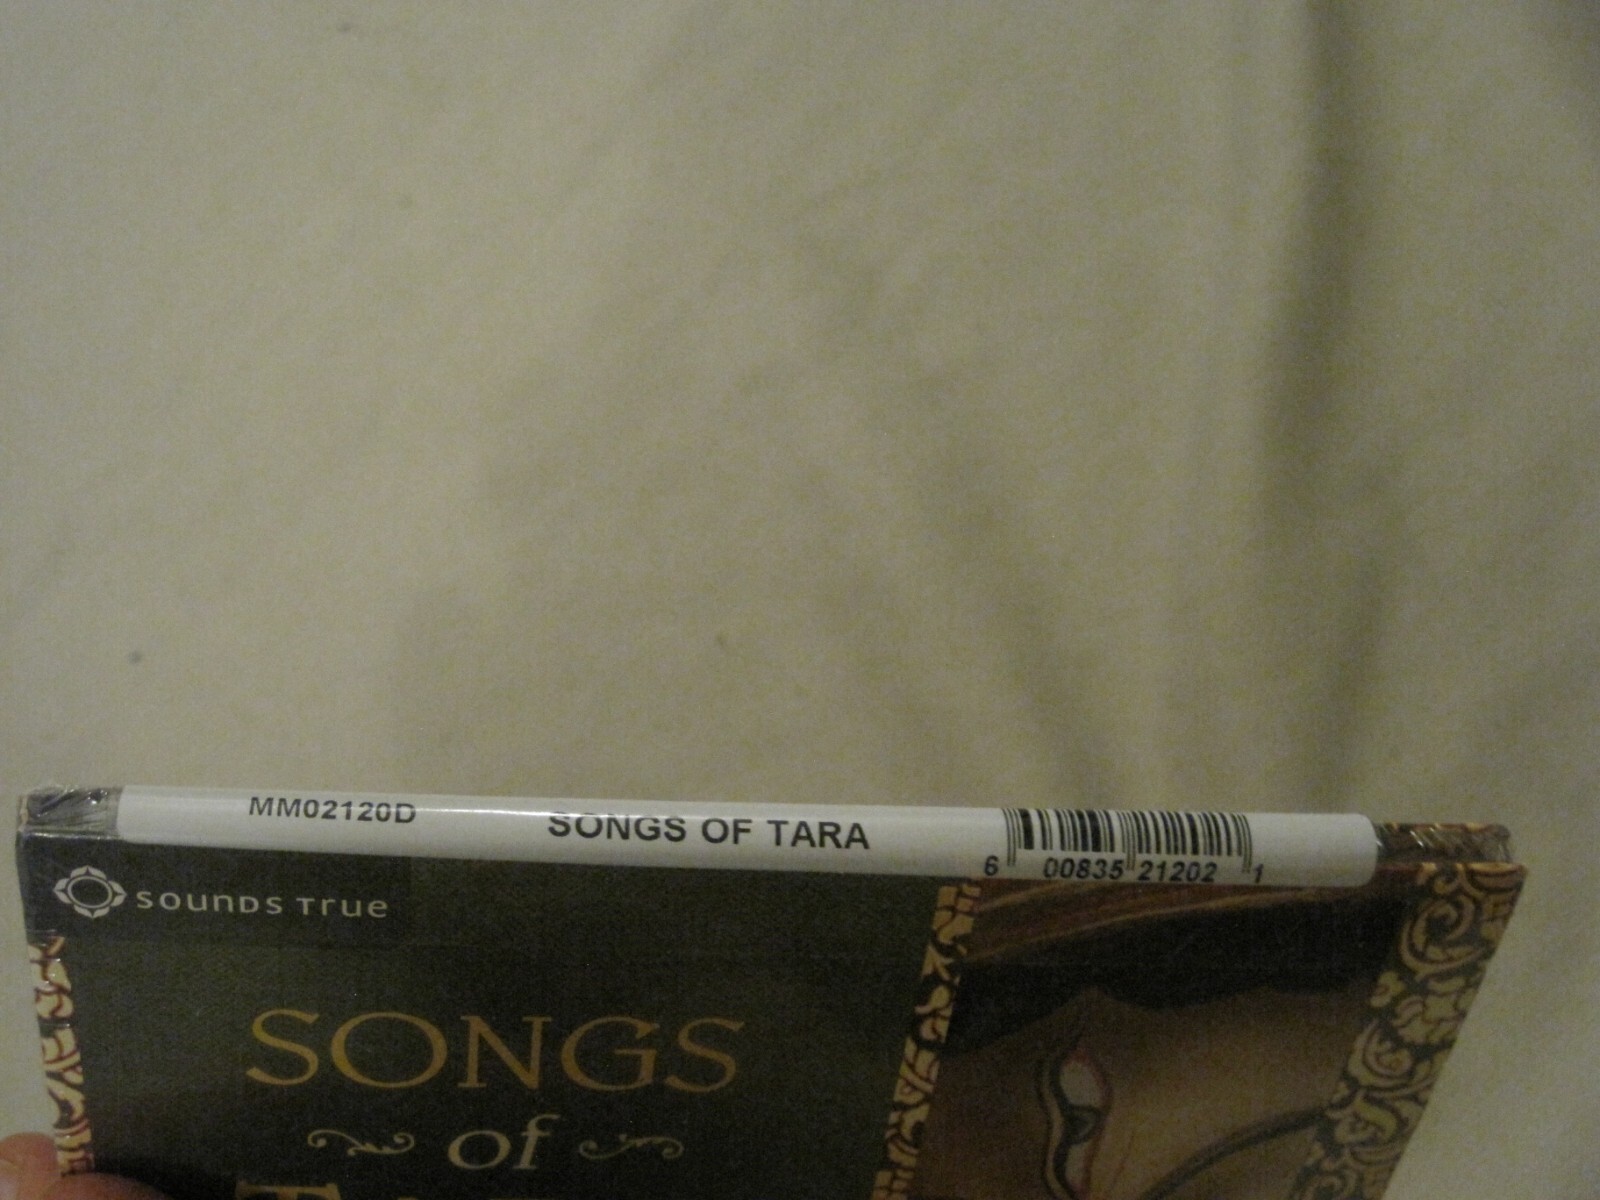 MM02120D SONGS OF TARA
6 00835 21202 1
sounds true
SONGS
of